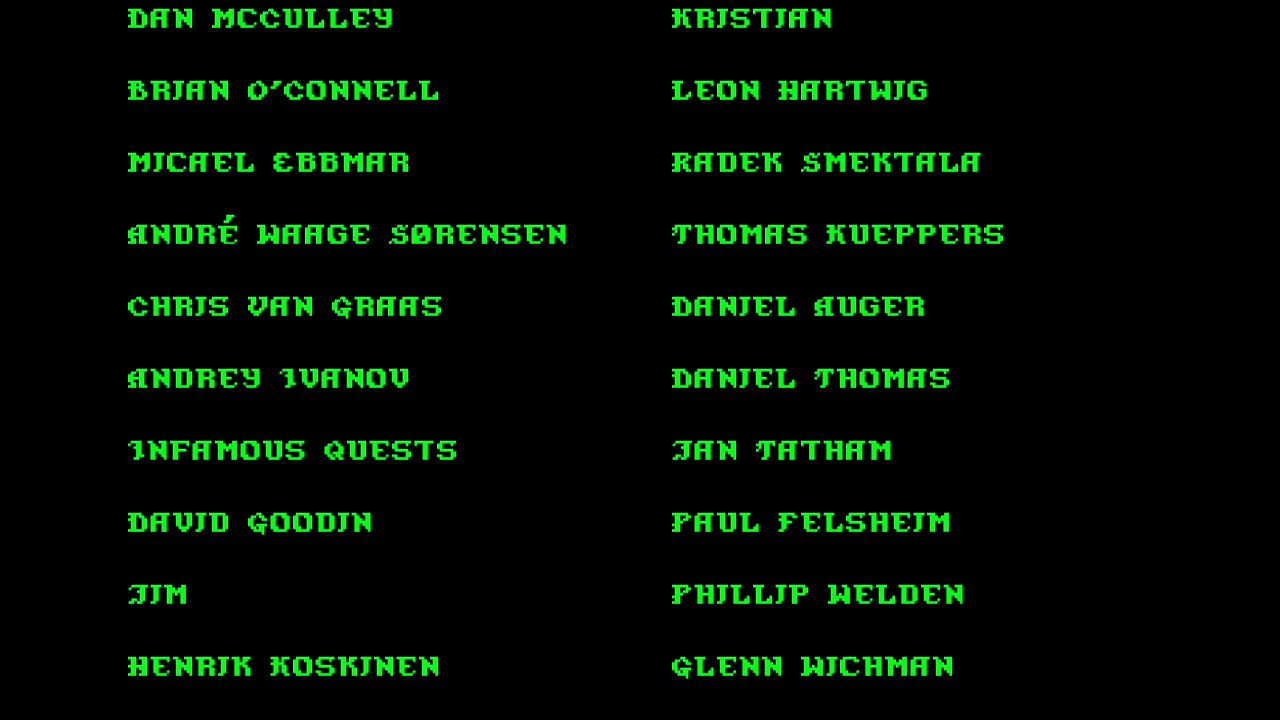 DAN MCCULLEY
KRISTIAN
BRIAN O'CONNELL
LEON HARTWIG
MICAEL EBBMAR
RADEK SMEKTALA
ANDRÉ WAAGE SØRENSEN
THOMAS KUEPPERS
CHRIS VAN GRAAS
DANIEL AUGER
ANDREY IVANOV
DANIEL THOMAS
INFAMOUS QUESTS
IAN TATHAM
DAVID GOODIN
PAUL FELSHEIM
JIM
PHILLIP WELDEN
HENRIK KOSKINEN
GLENN WICHMAN